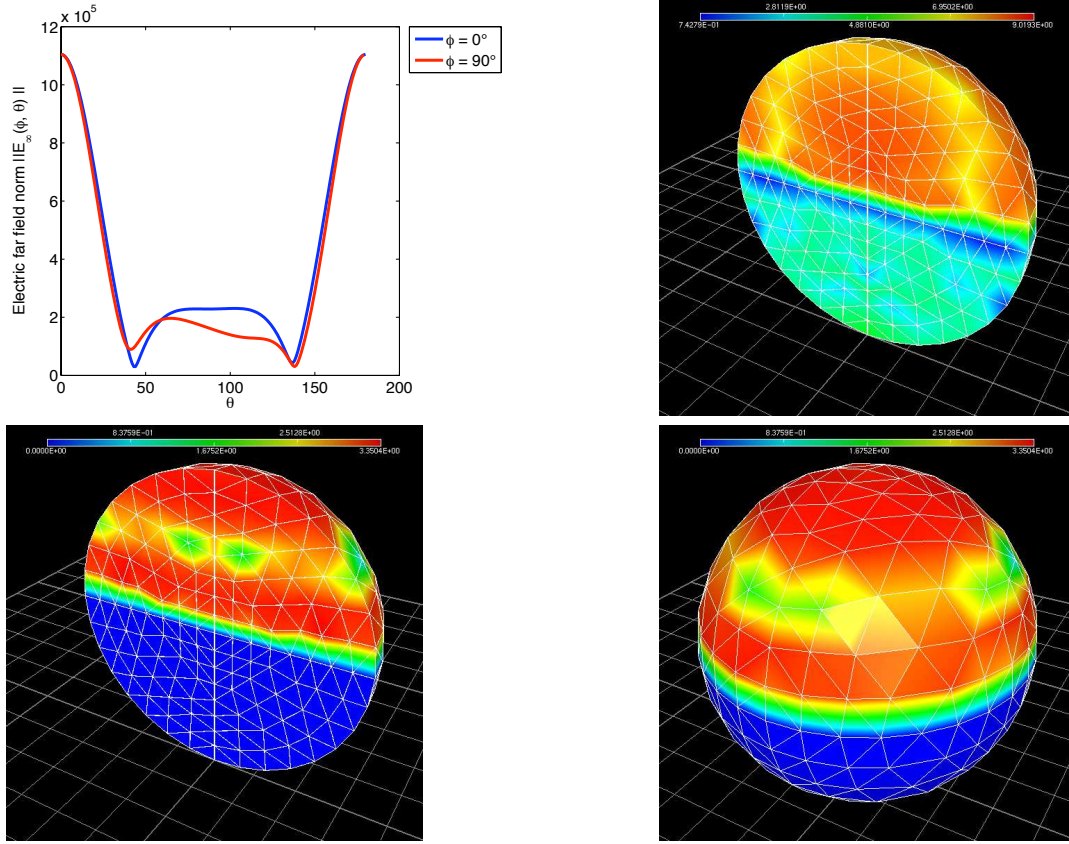 x 10⁵
12
10
8
6
4
2
0
0 50 100 150 200
θ
Electric far field norm ||E∞(ϕ, θ) ||
ϕ = 0°
ϕ = 90°
2.8119E+00 6.9502E+00
7.4279E−01 4.8810E+00 9.0193E+00
8.3759E−01 2.5128E+00
0.0000E+00 1.6752E+00 3.3504E+00
8.3759E−01 2.5128E+00
0.0000E+00 1.6752E+00 3.3504E+00